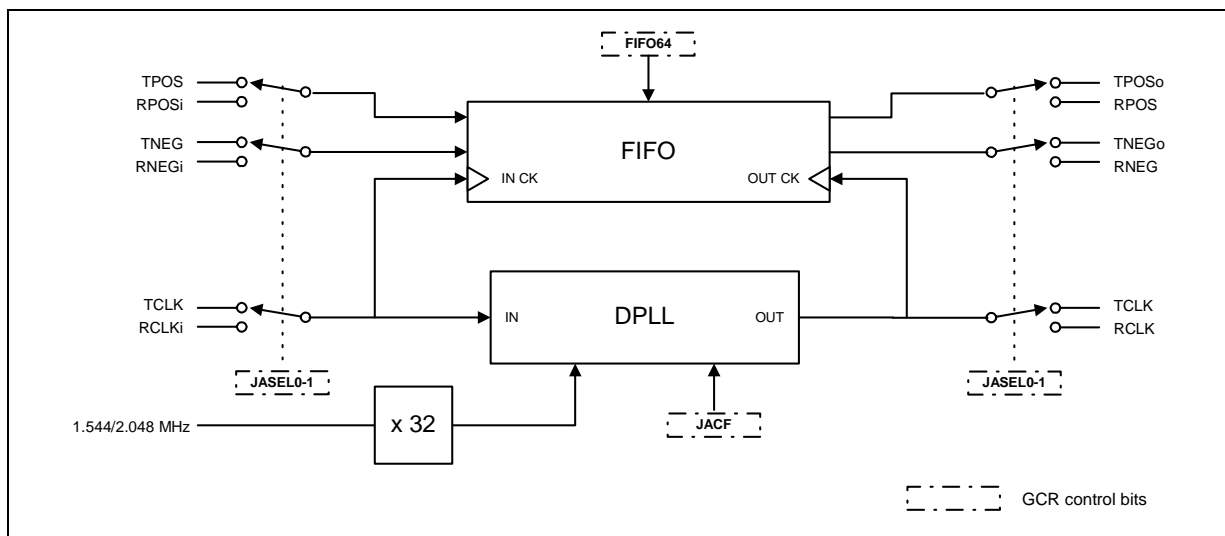 FIFO64
TPOS
RPOSi
TNEG
RNEGi
FIFO
IN CK
OUT CK
TPOSo
RPOS
TNEGo
RNEG
TCLK
RCLKi
IN
DPLL
OUT
TCLK
RCLK
JASEL0-1
JASEL0-1
1.544/2.048 MHz
x 32
JACF
GCR control bits